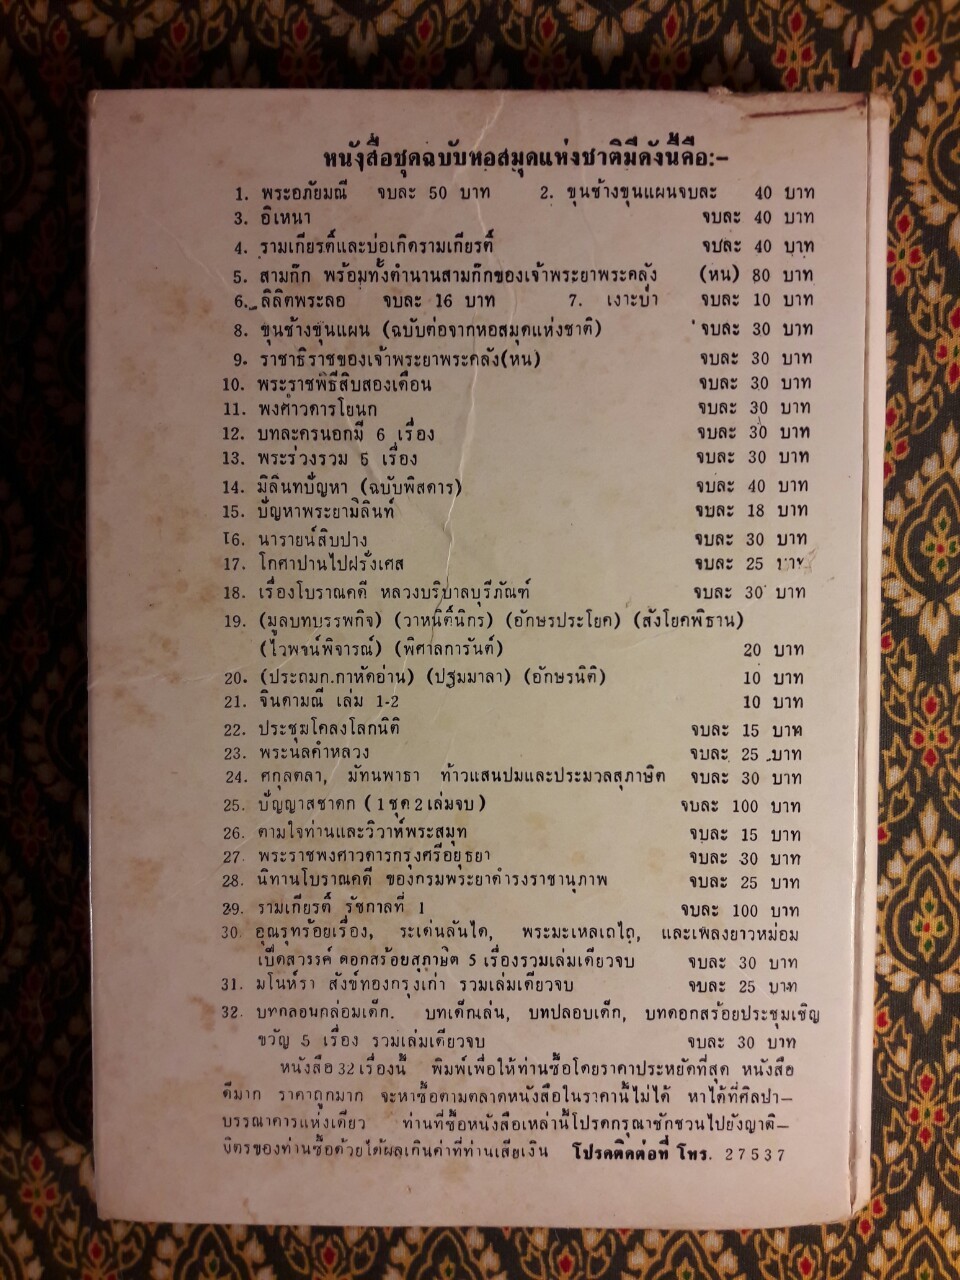 หนังสือชุดฉบับหอสมุดแห่งชาติมีดังนี้คือ:-
1. พระอภัยมณี จบละ 50 บาท 2. ขุนช้างขุนแผนจบละ 40 บาท
3. อิเหนา จบละ 40 บาท
4. รามเกียรติ์และบ่อเกิดรามเกียรติ์ จบละ 40 บาท
5. สามก๊ก พร้อมทั้งตำนานสามก๊กของเจ้าพระยาพระคลัง (หน) 80 บาท
6. ลิลิตพระลอ จบละ 16 บาท 7. เงาะป่า จบละ 10 บาท
8. ขุนช้างขุนแผน (ฉบับต่อจากหอสมุดแห่งชาติ) จบละ 30 บาท
9. ราชาธิราชของเจ้าพระยาพระคลัง(หน) จบละ 30 บาท
10. พระราชพิธีสิบสองเดือน จบละ 30 บาท
11. พงศาวดารโยนก จบละ 30 บาท
12. บทละครนอกมี 6 เรื่อง จบละ 30 บาท
13. พระร่วงรวม 5 เรื่อง จบละ 30 บาท
14. มิลินทปัญหา (ฉบับพิสดาร) จบละ 40 บาท
15. ปัญหาพระยามิลินท์ จบละ 18 บาท
16. นารายน์สิบปาง จบละ 30 บาท
17. โกศาปานไปฝรั่งเศส จบละ 25 บาท
18. เรื่องโบราณคดี หลวงบริบาลบุรีภัณฑ์ จบละ 30 บาท
19. (มูลบทบรรพกิจ) (วาหนิติ์นิกร) (อักษรประโยค) (สังโยคพิธาน)
(ไวพจน์พิจารณ์) (พิศาลการันต์) 20 บาท
20. (ประถมก.กาหัดอ่าน) (ปฐมมาลา) (อักษรนิติ) 10 บาท
21. จินดามณี เล่ม 1-2 10 บาท
22. ประชุมโคลงโลกนิติ จบละ 15 บาท
23. พระนลคำหลวง จบละ 25 บาท
24. ศกุลตลา, มัทนพาธา ท้าวแสนปมและประมวลสุภาษิต จบละ 30 บาท
25. ปัญญาสชาดก (1ชุด 2 เล่มจบ) จบละ 100 บาท
26. ตามใจท่านและวิวาห์พระสมุท จบละ 15 บาท
27. พระราชพงศาวดารกรุงศรีอยุธยา จบละ 30 บาท
28. นิทานโบราณคดี ของกรมพระยาดำรงราชานุภาพ จบละ 25 บาท
29. รามเกียรติ์ รัชกาลที่ 1 จบละ 100 บาท
30. อุณรุทร้อยเรื่อง, ระเด่นลันได, พระมะเหลเถไถ, และเพลงยาวหม่อม
เป็ดสวรรค์ ดอกสร้อยสุภาษิต 5 เรื่องรวมเล่มเดียวจบ จบละ 30 บาท
31. มโนห์รา สังข์ทองกรุงเก่า รวมเล่มเดียวจบ จบละ 25 บาท
32. บทกลอนกล่อมเด็ก. บทเด็กเล่น, บทปลอบเด็ก, บทดอกสร้อยประชุมเชิญ
ขวัญ 5 เรื่อง รวมเล่มเดียวจบ จบละ 30 บาท
หนังสือ 32 เรื่องนี้ พิมพ์เพื่อให้ท่านซื้อโดยราคาประหยัดที่สุด หนังสือ
ดีมาก ราคาถูกมาก จะหาซื้อตามตลาดหนังสือในราคานี้ไม่ได้ หาได้ที่ศิลปา-
บรรณาคารแห่งเดียว ท่านที่ซื้อหนังสือเหล่านี้โปรดกรุณาชักชวนไปยังญาติ-
มิตรของท่านซื้อด้วยได้ผลเกินค่าที่ท่านเสียเงิน โปรดติดต่อที่ โทร. 27537